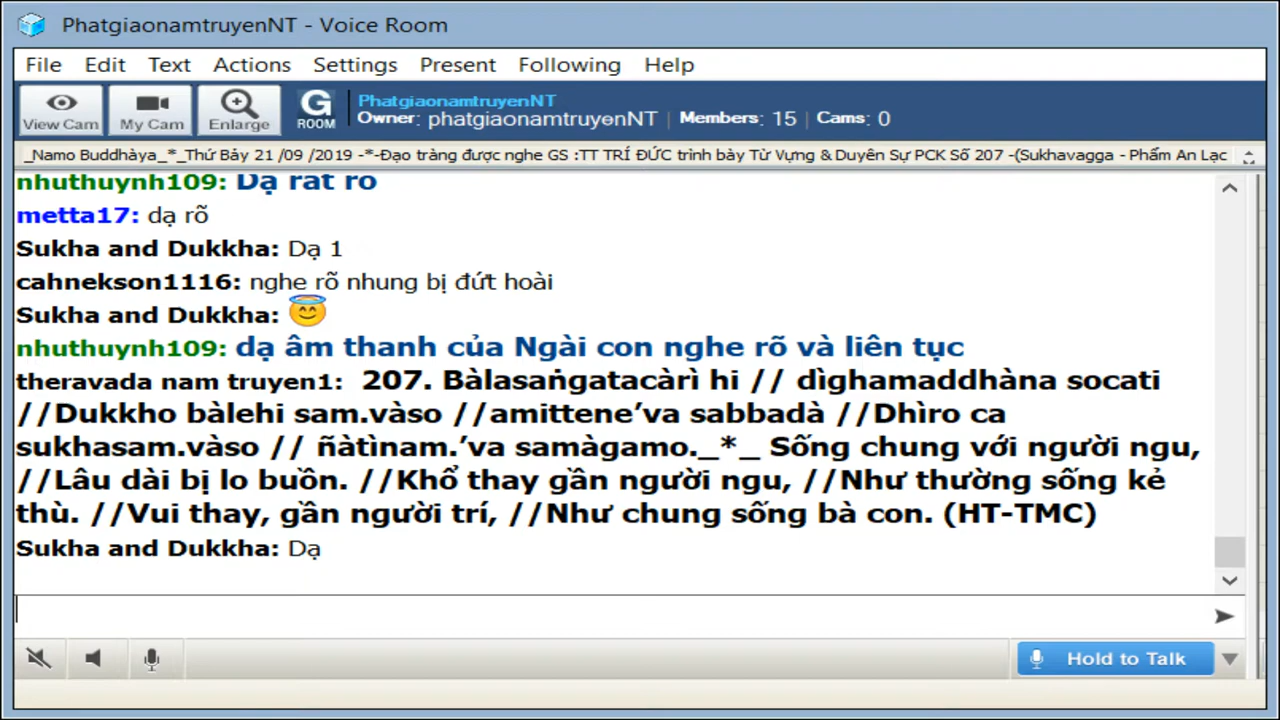 PhatgiaonamtruyenNT - Voice Room
File Edit Text Actions Settings Present Following Help
View Cam My Cam Enlarge G ROOM
PhatgiaonamtruyenNT
Owner: phatgiaonamtruyenNT | Members: 15 | Cams: 0
_Namo Buddhàya_*_Thứ Bảy 21 /09 /2019 -*-Đạo tràng được nghe GS :TT TRÍ ĐỨC trình bày Từ Vựng & Duyên Sự PCK Số 207 -(Sukhavagga - Phẩm An Lạc
nhuthuynh109: Dạ rất rõ
metta17: dạ rõ
Sukha and Dukkha: Dạ 1
cahnekson1116: nghe rõ nhung bị đứt hoài
Sukha and Dukkha:
nhuthuynh109: dạ âm thanh của Ngài con nghe rõ và liên tục
theravada nam truyen1: 207. Bàlasaṅgatacàrì hi // dìghamaddhàna socati
//Dukkho bàlehi sam.vàso //amittene’va sabbadà //Dhìro ca
sukhasam.vàso // ñàtìnam.’va samàgamo._*_ Sống chung với người ngu,
//Lâu dài bị lo buồn. //Khổ thay gần người ngu, //Như thường sống kẻ
thù. //Vui thay, gần người trí, //Như chung sống bà con. (HT-TMC)
Sukha and Dukkha: Dạ
Hold to Talk